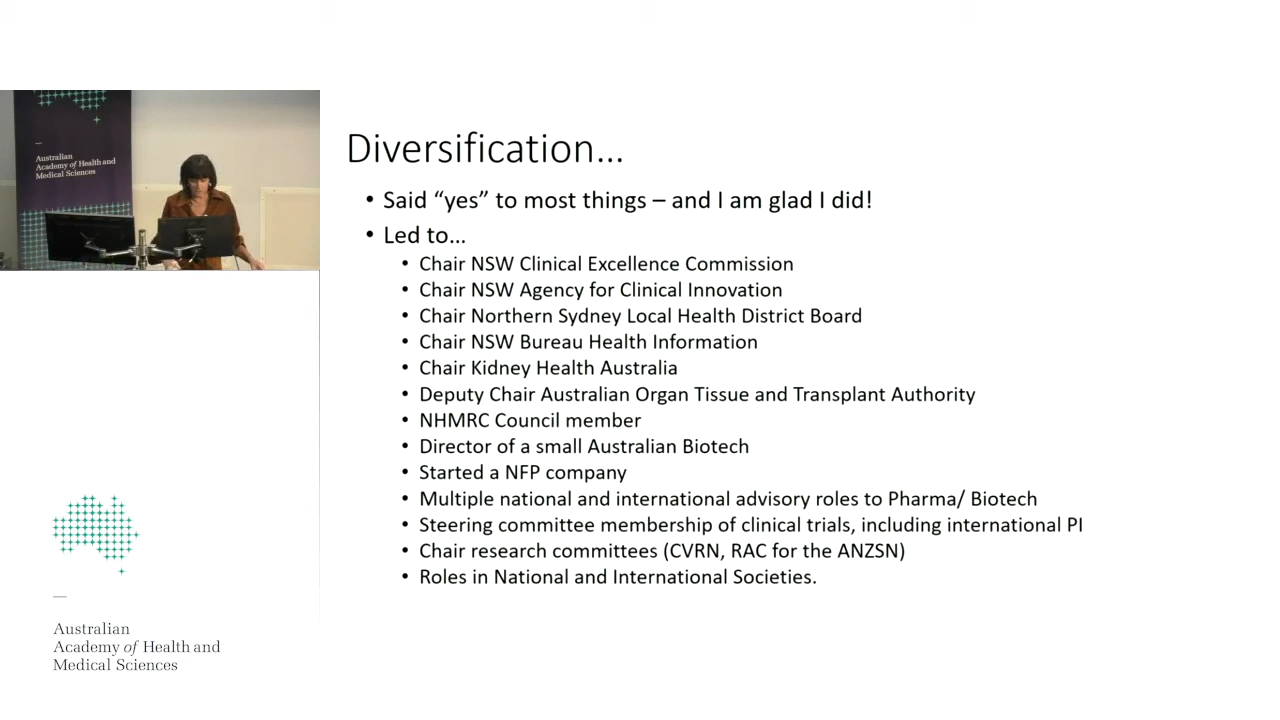 Australian
Academy of Health and
Medical Sciences
Diversification...
• Said “yes” to most things – and I am glad I did!
• Led to...
• Chair NSW Clinical Excellence Commission
• Chair NSW Agency for Clinical Innovation
• Chair Northern Sydney Local Health District Board
• Chair NSW Bureau Health Information
• Chair Kidney Health Australia
• Deputy Chair Australian Organ Tissue and Transplant Authority
• NHMRC Council member
• Director of a small Australian Biotech
• Started a NFP company
• Multiple national and international advisory roles to Pharma/ Biotech
• Steering committee membership of clinical trials, including international PI
• Chair research committees (CVRN, RAC for the ANZSN)
• Roles in National and International Societies.
Australian
Academy of Health and
Medical Sciences